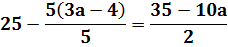 25 - 5(3a - 4)/5 = 35 - 10a/2